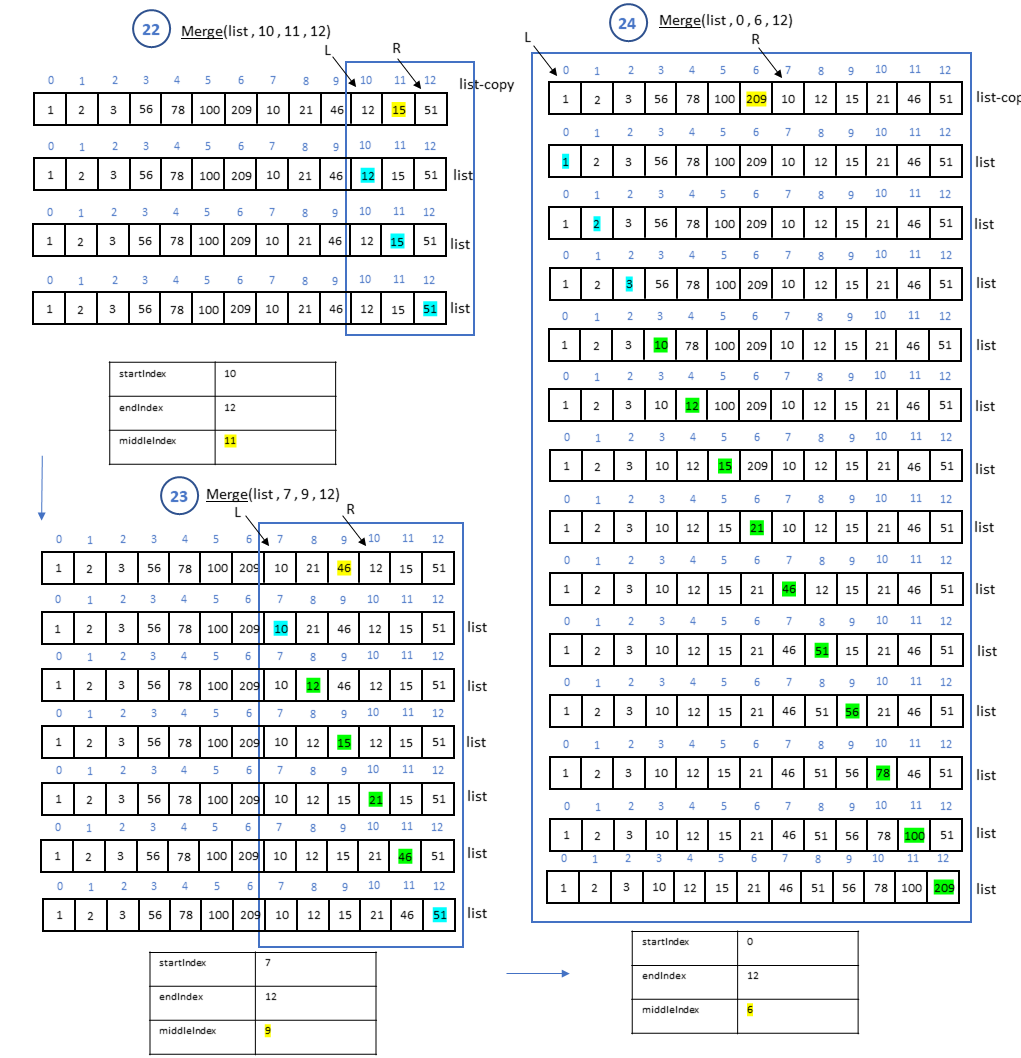 22 Merge(list , 10 , 11 , 12)
L R
0 1 2 3 4 5 6 7 8 9 10 11 12
1 2 3 56 78 100 209 10 21 46 12 15 51 list-copy
0 1 2 3 4 5 6 7 8 9 10 11 12
1 2 3 56 78 100 209 10 21 46 12 15 51 list
0 1 2 3 4 5 6 7 8 9 10 11 12
1 2 3 56 78 100 209 10 21 46 12 15 51 list
0 1 2 3 4 5 6 7 8 9 10 11 12
1 2 3 56 78 100 209 10 21 46 12 15 51 list
startIndex 10
endIndex 12
middleIndex 11
23 Merge(list , 7 , 9 , 12)
L R
0 1 2 3 4 5 6 7 8 9 10 11 12
1 2 3 56 78 100 209 10 21 46 12 15 51
0 1 2 3 4 5 6 7 8 9 10 11 12
1 2 3 56 78 100 209 10 21 46 12 15 51 list
0 1 2 3 4 5 6 7 8 9 10 11 12
1 2 3 56 78 100 209 10 12 46 12 15 51 list
0 1 2 3 4 5 6 7 8 9 10 11 12
1 2 3 56 78 100 209 10 12 15 12 15 51 list
0 1 2 3 4 5 6 7 8 9 10 11 12
1 2 3 56 78 100 209 10 12 15 21 15 51 list
0 1 2 3 4 5 6 7 8 9 10 11 12
1 2 3 56 78 100 209 10 12 15 21 46 51 list
0 1 2 3 4 5 6 7 8 9 10 11 12
1 2 3 56 78 100 209 10 12 15 21 46 51 list
startIndex 7
endIndex 12
middleIndex 9
24 Merge(list , 0 , 6 , 12)
L R
0 1 2 3 4 5 6 7 8 9 10 11 12
1 2 3 56 78 100 209 10 12 15 21 46 51 list-cop
0 1 2 3 4 5 6 7 8 9 10 11 12
1 2 3 56 78 100 209 10 12 15 21 46 51 list
0 1 2 3 4 5 6 7 8 9 10 11 12
1 2 3 56 78 100 209 10 12 15 21 46 51 list
0 1 2 3 4 5 6 7 8 9 10 11 12
1 2 3 56 78 100 209 10 12 15 21 46 51 list
0 1 2 3 4 5 6 7 8 9 10 11 12
1 2 3 10 78 100 209 10 12 15 21 46 51 list
0 1 2 3 4 5 6 7 8 9 10 11 12
1 2 3 10 12 100 209 10 12 15 21 46 51 list
0 1 2 3 4 5 6 7 8 9 10 11 12
1 2 3 10 12 15 209 10 12 15 21 46 51 list
0 1 2 3 4 5 6 7 8 9 10 11 12
1 2 3 10 12 15 21 10 12 15 21 46 51 list
0 1 2 3 4 5 6 7 8 9 10 11 12
1 2 3 10 12 15 21 46 12 15 21 46 51 list
0 1 2 3 4 5 6 7 8 9 10 11 12
1 2 3 10 12 15 21 46 51 15 21 46 51 list
0 1 2 3 4 5 6 7 8 9 10 11 12
1 2 3 10 12 15 21 46 51 56 21 46 51 list
0 1 2 3 4 5 6 7 8 9 10 11 12
1 2 3 10 12 15 21 46 51 56 78 46 51 list
0 1 2 3 4 5 6 7 8 9 10 11 12
1 2 3 10 12 15 21 46 51 56 78 100 51 list
0 1 2 3 4 5 6 7 8 9 10 11 12
1 2 3 10 12 15 21 46 51 56 78 100 209 list
startIndex 0
endIndex 12
middleIndex 6